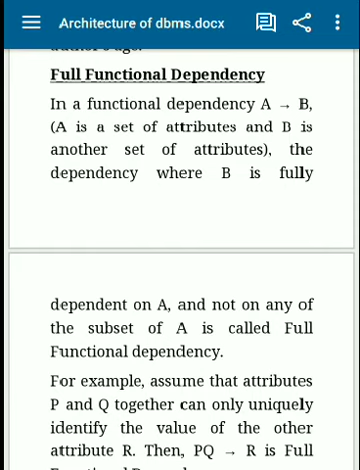 Architecture of dbms.docx
Full Functional Dependency
In a functional dependency A → B,
(A is a set of attributes and B is
another set of attributes), the
dependency where B is fully
dependent on A, and not on any of
the subset of A is called Full
Functional dependency.
For example, assume that attributes
P and Q together can only uniquely
identify the value of the other
attribute R. Then, PQ → R is Full